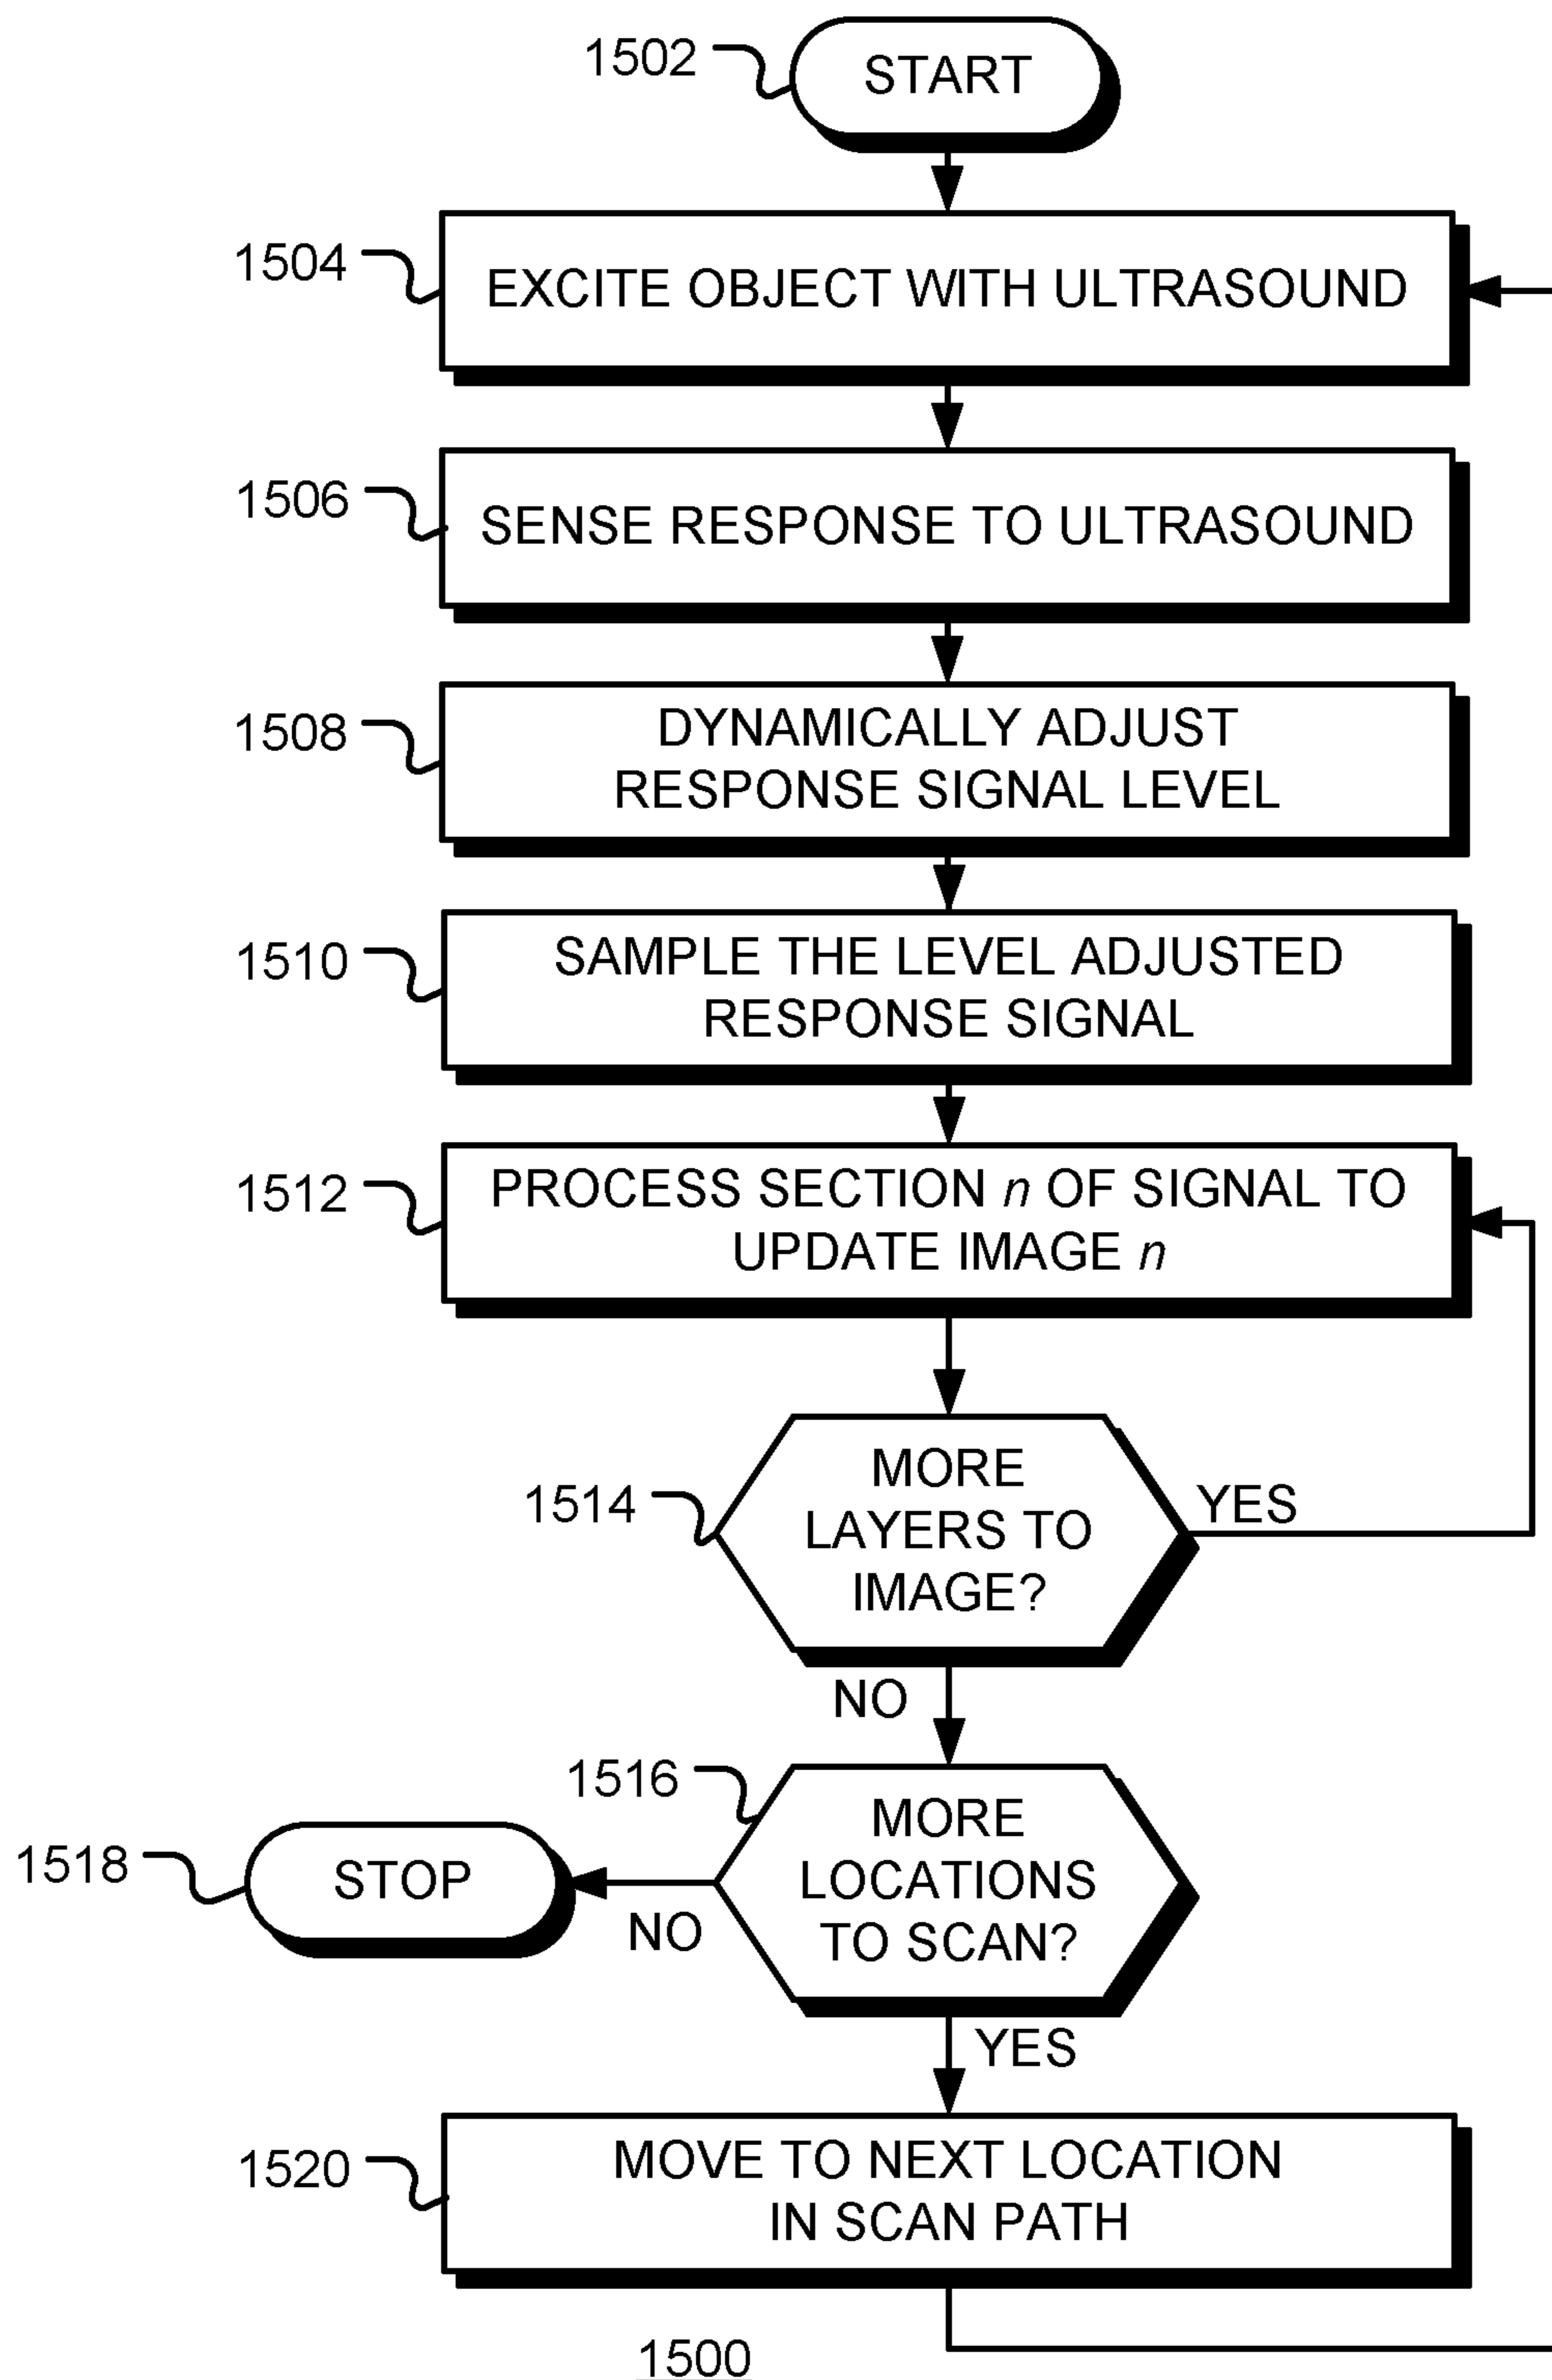 1502
START
1504
EXCITE OBJECT WITH ULTRASOUND
1506
SENSE RESPONSE TO ULTRASOUND
1508
DYNAMICALLY ADJUST
RESPONSE SIGNAL LEVEL
1510
SAMPLE THE LEVEL ADJUSTED
RESPONSE SIGNAL
1512
PROCESS SECTION n OF SIGNAL TO
UPDATE IMAGE n
1514
MORE
LAYERS TO
IMAGE?
YES
NO
1516
MORE
LOCATIONS
TO SCAN?
1518
STOP
NO
YES
1520
MOVE TO NEXT LOCATION
IN SCAN PATH
1500